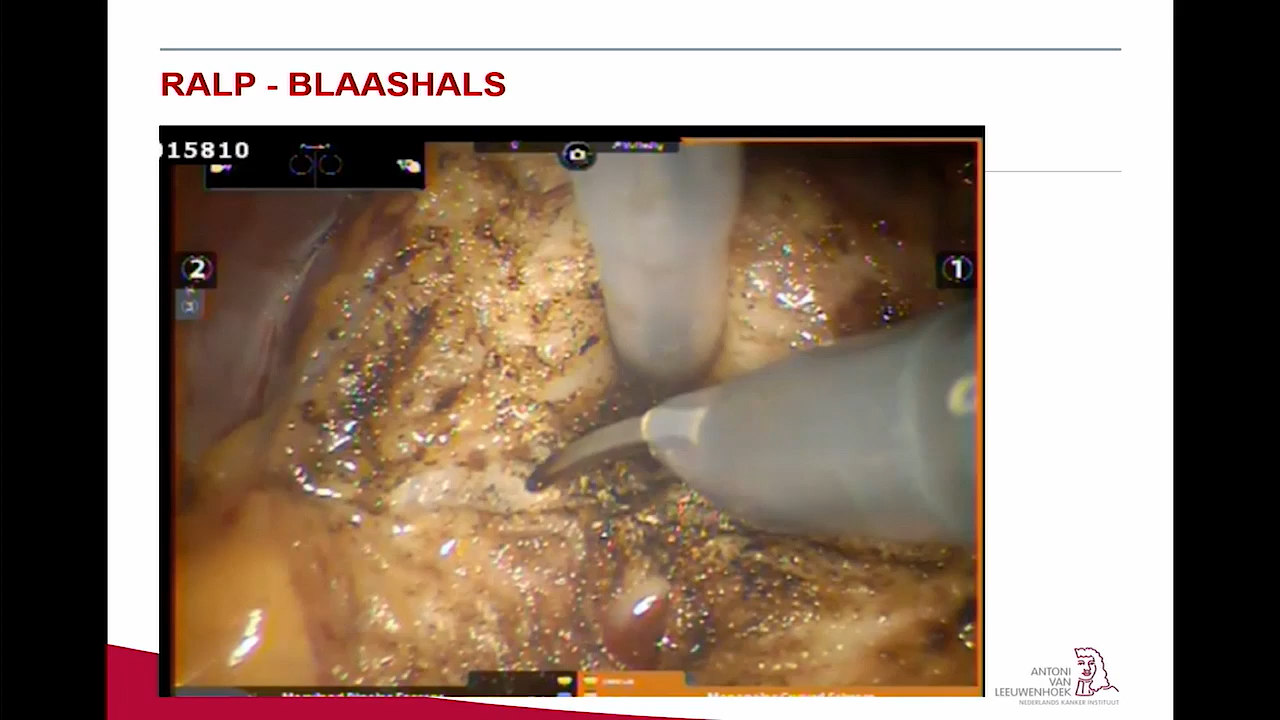 RALP - BLAASHALS
15810
2
1
ANTONI
VAN
LEEUWENHOEK
NEDERLANDS KANKER INSTITUUT